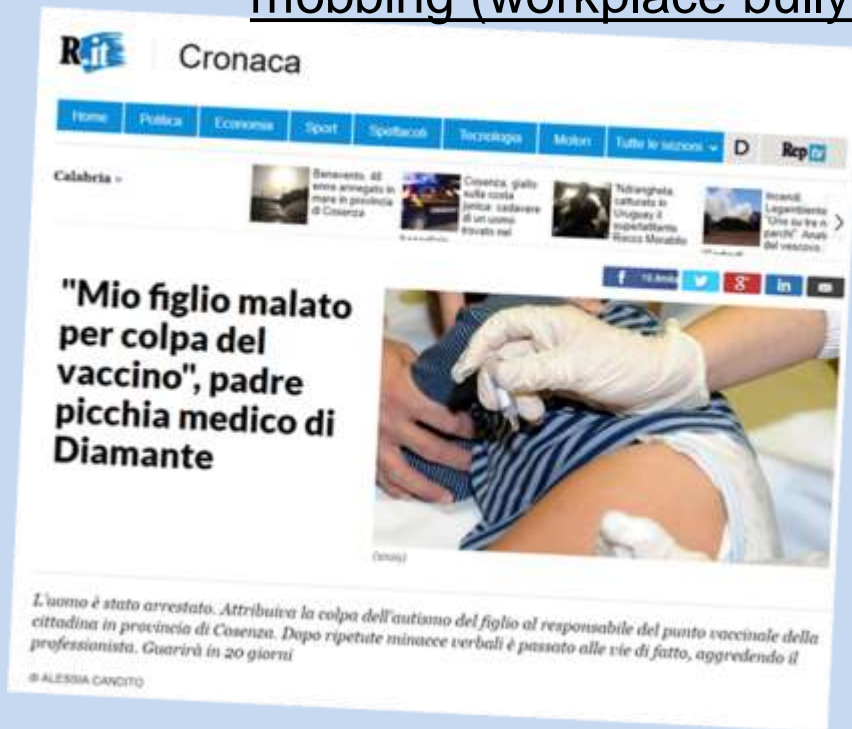 mobbing (workplace bully
R.it Cronaca
Home Politica Economia Sport Spettacoli Tecnologia Motori Tutte le sezioni D Rep tv
Calabria
Benevento, 48
enne annegato in
mare in provincia
di Cosenza
Cosenza, giallo
sulla costa
jonica: cadavere
di un uomo
trovato nel
'Ndrangheta,
catturato in
Uruguay il
superlatitante
Rocco Morabito
Incendi,
Legambiente:
"Uno su tre n
parchi".
del vescovo
f g+ in
"Mio figlio malato
per colpa del
vaccino", padre
picchia medico di
Diamante
(ansa)
L'uomo è stato arrestato. Attribuiva la colpa dell'autismo del figlio al responsabile del punto vaccinale della
cittadina in provincia di Cosenza. Dopo ripetute minacce verbali è passato alle vie di fatto, aggredendo il
professionista. Guarirà in 20 giorni
di ALESSIA CANDITO